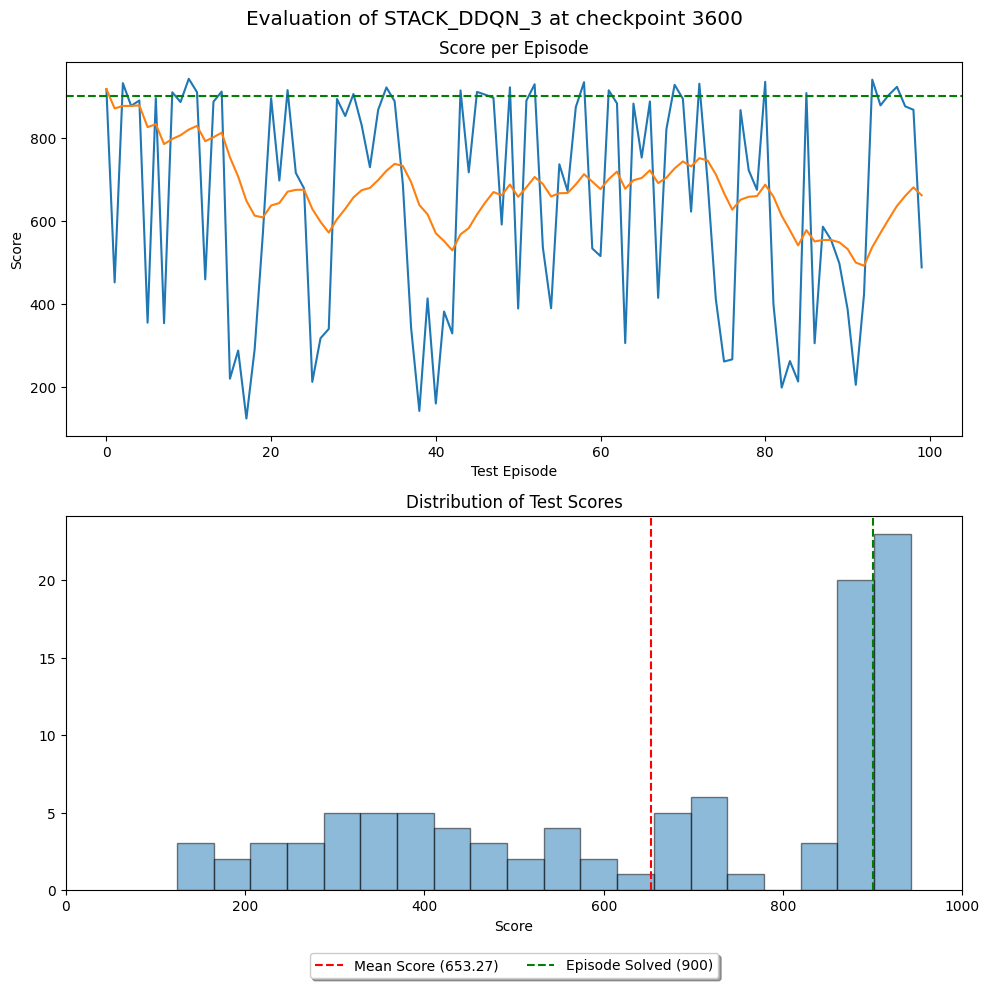 Evaluation of STACK_DDQN_3 at checkpoint 3600
Score per Episode
800
600
400
200
Score
0 20 40 60 80 100
Test Episode
Distribution of Test Scores
20
15
10
5
0
0 200 400 600 800 1000
Score
Mean Score (653.27) Episode Solved (900)